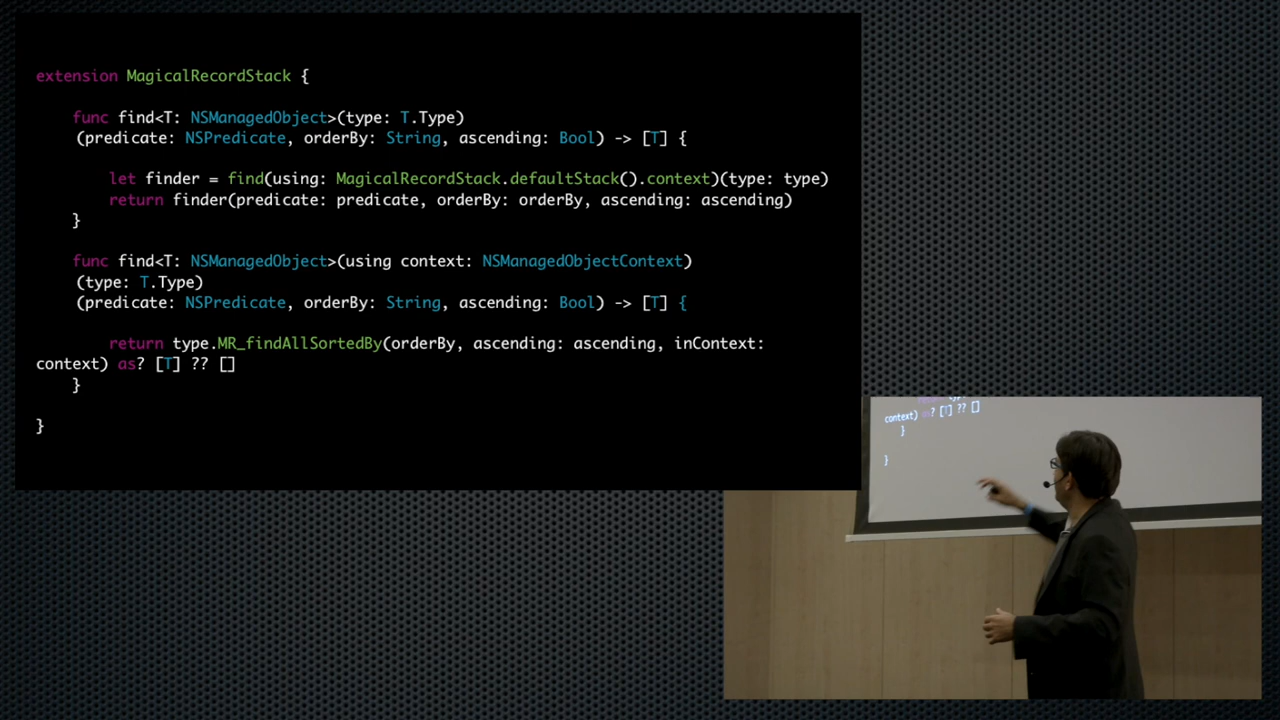 extension MagicalRecordStack {
func find<T: NSManagedObject>(type: T.Type)
(predicate: NSPredicate, orderBy: String, ascending: Bool) -> [T] {
let finder = find(using: MagicalRecordStack.defaultStack().context)(type: type)
return finder(predicate: predicate, orderBy: orderBy, ascending: ascending)
}
func find<T: NSManagedObject>(using context: NSManagedObjectContext)
(type: T.Type)
(predicate: NSPredicate, orderBy: String, ascending: Bool) -> [T] {
return type.MR_findAllSortedBy(orderBy, ascending: ascending, inContext:
context) as? [T] ?? []
}
}
context) as? [T] ?? []
}
}